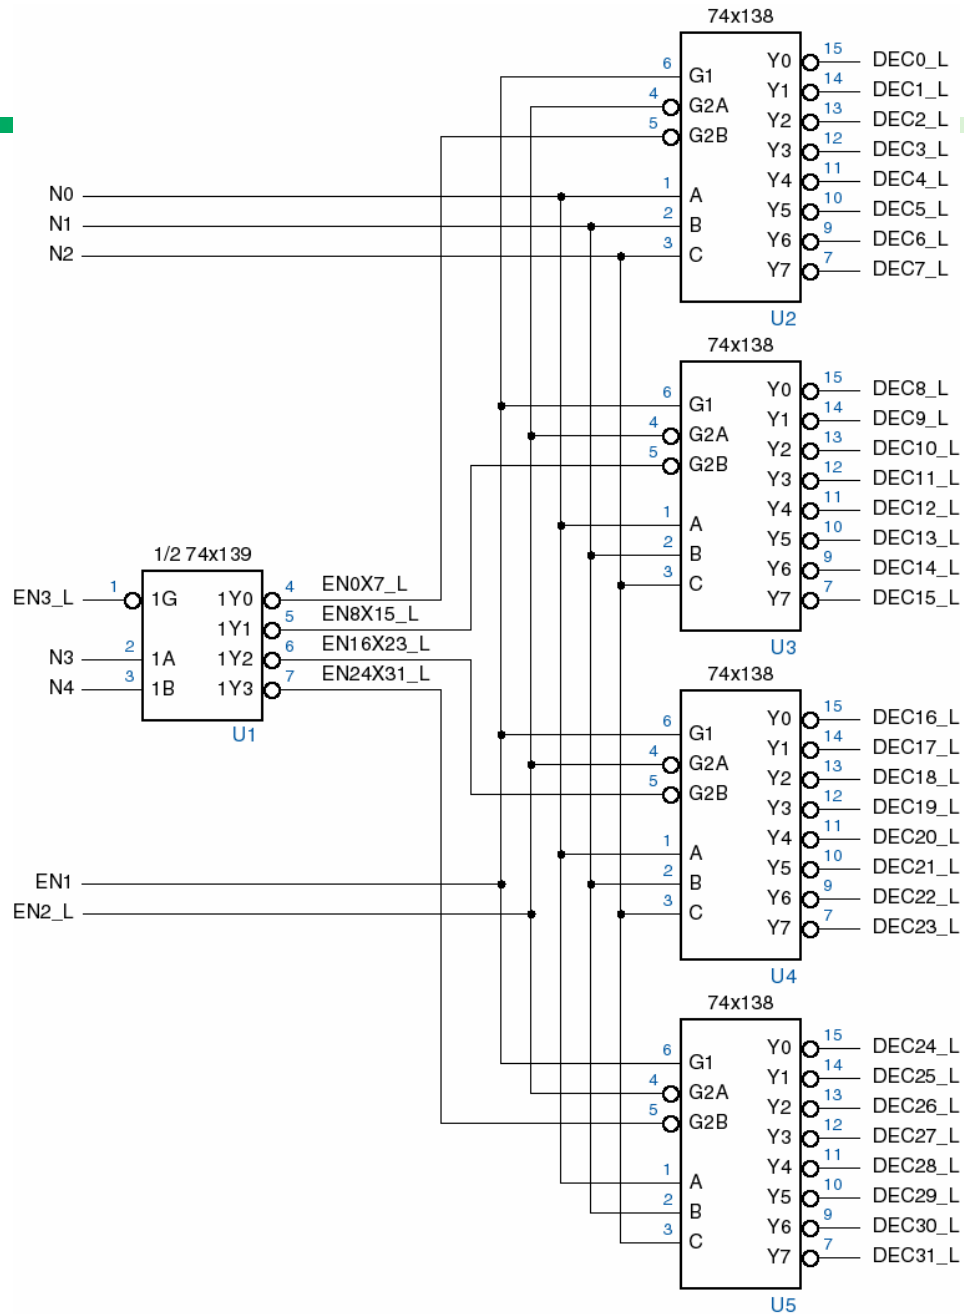 74x138
6 G1
4 G2A
5 G2B
1 A
2 B
3 C
Y0 15 DEC0_L
Y1 14 DEC1_L
Y2 13 DEC2_L
Y3 12 DEC3_L
Y4 11 DEC4_L
Y5 10 DEC5_L
Y6 9 DEC6_L
Y7 7 DEC7_L
U2
N0
N1
N2
74x138
6 G1
4 G2A
5 G2B
1 A
2 B
3 C
Y0 15 DEC8_L
Y1 14 DEC9_L
Y2 13 DEC10_L
Y3 12 DEC11_L
Y4 11 DEC12_L
Y5 10 DEC13_L
Y6 9 DEC14_L
Y7 7 DEC15_L
U3
1/2 74x139
EN3_L 1 1G
N3 2 1A
N4 3 1B
1Y0 4 EN0X7_L
1Y1 5 EN8X15_L
1Y2 6 EN16X23_L
1Y3 7 EN24X31_L
U1
74x138
6 G1
4 G2A
5 G2B
1 A
2 B
3 C
Y0 15 DEC16_L
Y1 14 DEC17_L
Y2 13 DEC18_L
Y3 12 DEC19_L
Y4 11 DEC20_L
Y5 10 DEC21_L
Y6 9 DEC22_L
Y7 7 DEC23_L
U4
EN1
EN2_L
74x138
6 G1
4 G2A
5 G2B
1 A
2 B
3 C
Y0 15 DEC24_L
Y1 14 DEC25_L
Y2 13 DEC26_L
Y3 12 DEC27_L
Y4 11 DEC28_L
Y5 10 DEC29_L
Y6 9 DEC30_L
Y7 7 DEC31_L
U5